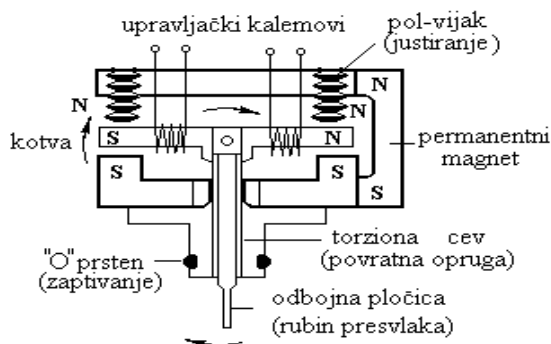 upravljački kalemovi
pol-vijak
(justiranje)
N
N
N
kotva
S
N
permanentni
magnet
S
S
S
torziona cev
(povratna opruga)
"O"prsten
(zaptivanje)
odbojna pločica
(rubin presvlaka)